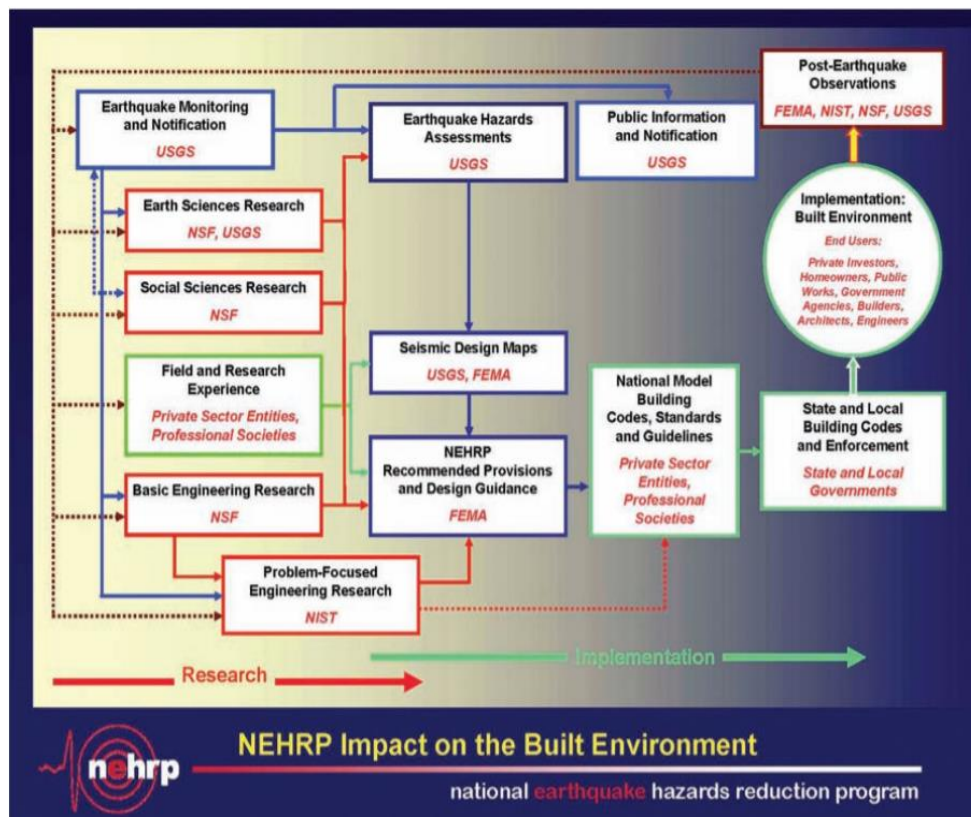 Post-Earthquake
Observations
FEMA, NIST, NSF, USGS
Earthquake Monitoring
and Notification
USGS
Earthquake Hazards
Assessments
USGS
Public Information
and Notification
USGS
Earth Sciences Research
NSF, USGS
Implementation:
Built Environment
End Users:
Private Investors,
Homeowners, Public
Works, Government
Agencies, Builders,
Architects, Engineers
Social Sciences Research
NSF
Seismic Design Maps
USGS, FEMA
Field and Research
Experience
Private Sector Entities,
Professional Societies
National Model
Building
Codes, Standards
and Guidelines
Private Sector
Entities,
Professional
Societies
State and Local
Building Codes
and Enforcement
State and Local
Governments
NEHRP
Recommended Provisions
and Design Guidance
FEMA
Basic Engineering Research
NSF
Problem-Focused
Engineering Research
NIST
Implementation
Research
NEHRP Impact on the Built Environment
nehrp
national earthquake hazards reduction program